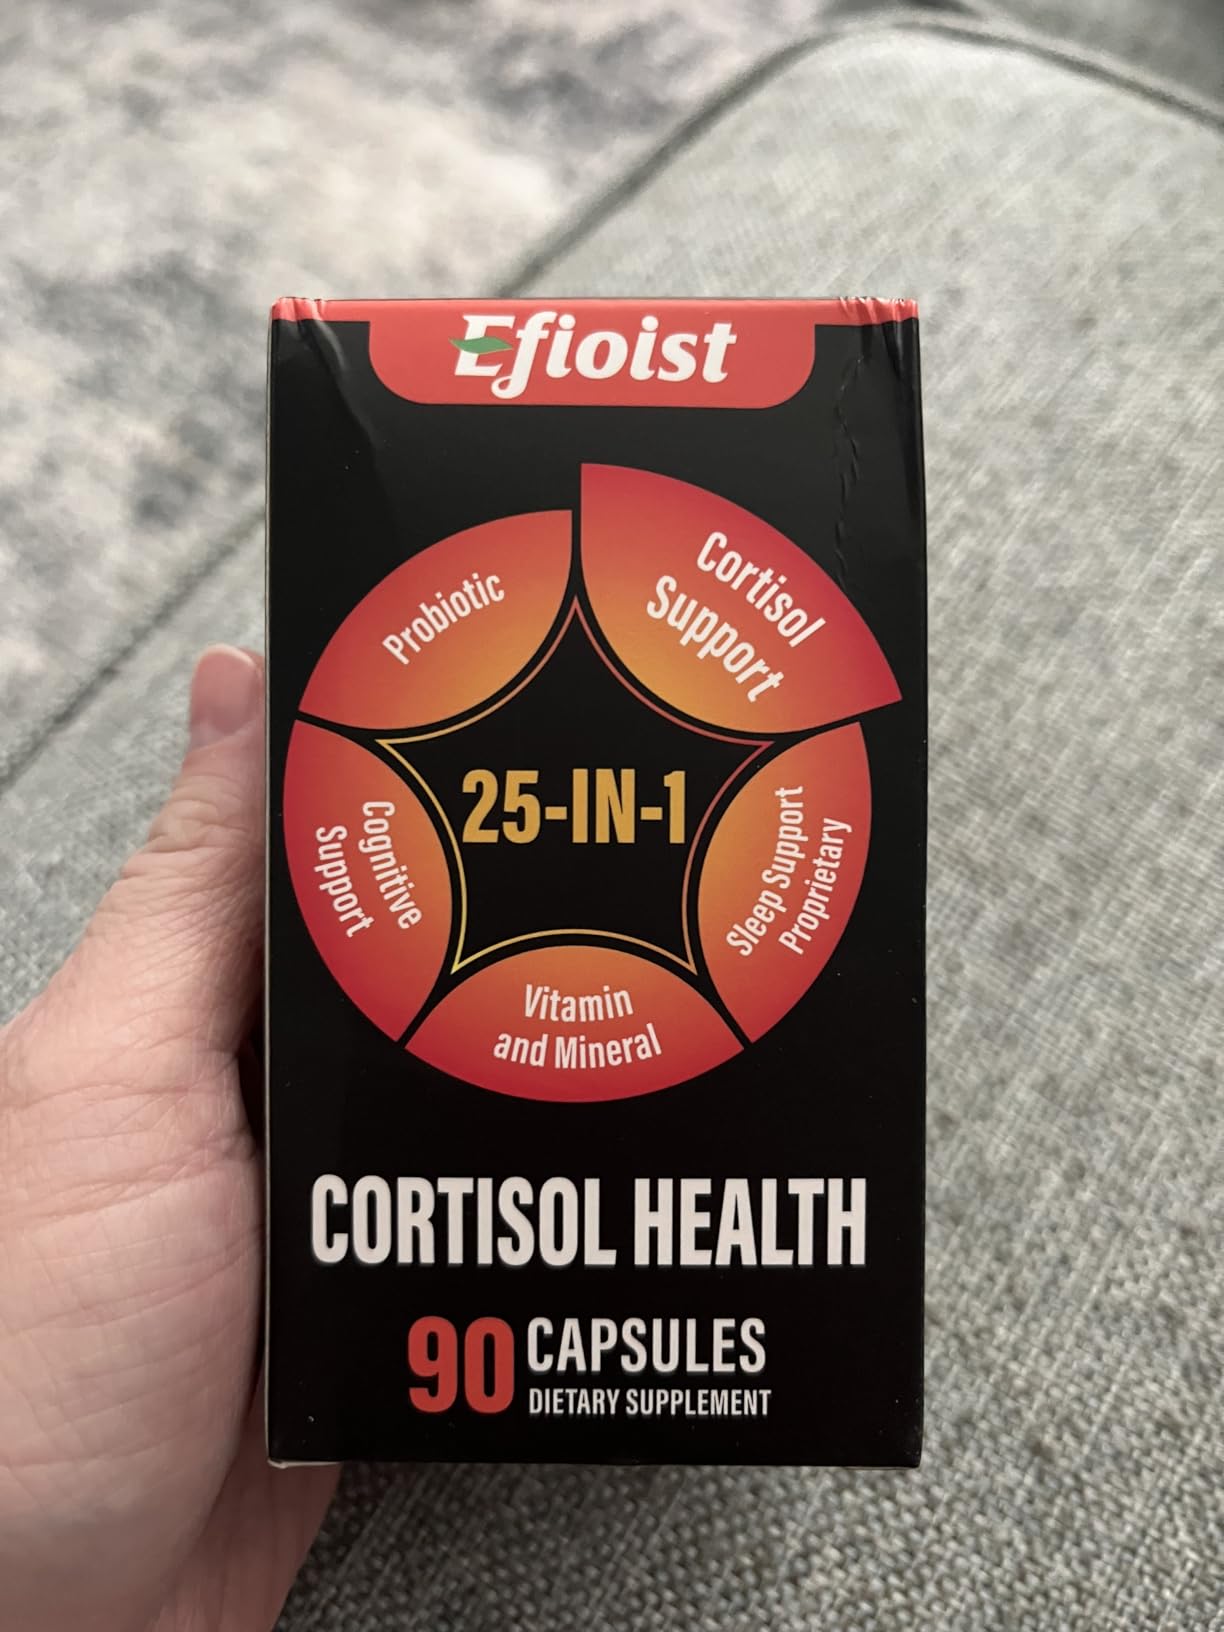 Efioist
Cortisol
Support
Probiotic
25-IN-1
Cognitive
Support
Sleep Support
Proprietary
Vitamin
and Mineral
CORTISOL HEALTH
90 CAPSULES
DIETARY SUPPLEMENT